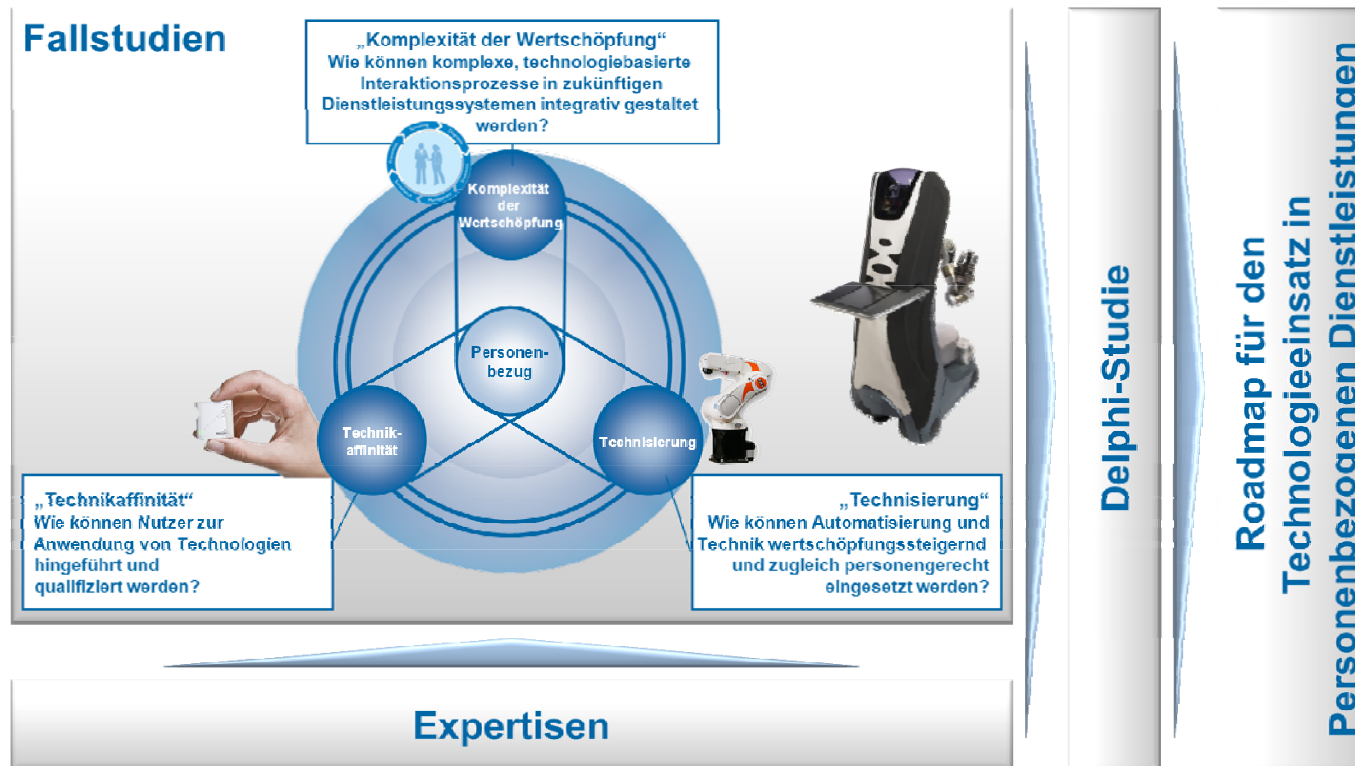 Fallstudien
„Komplexität der Wertschöpfung“
Wie können komplexe, technologiebasierte
Interaktionsprozesse in zukünftigen
Dienstleistungssystemen integrativ gestaltet
werden?
Komplexität
der
Wertschöpfung
Personen-
bezug
Technik-
affinität
Technisierung
„Technikaffinität“
Wie können Nutzer zur
Anwendung von Technologien
hingeführt und
qualifiziert werden?
„Technisierung“
Wie können Automatisierung und
Technik wertschöpfungssteigernd
und zugleich personengerecht
eingesetzt werden?
Expertisen
Delphi-Studie
Roadmap für den
Technologieeinsatz in
Personenbezogenen Dienstleistungen